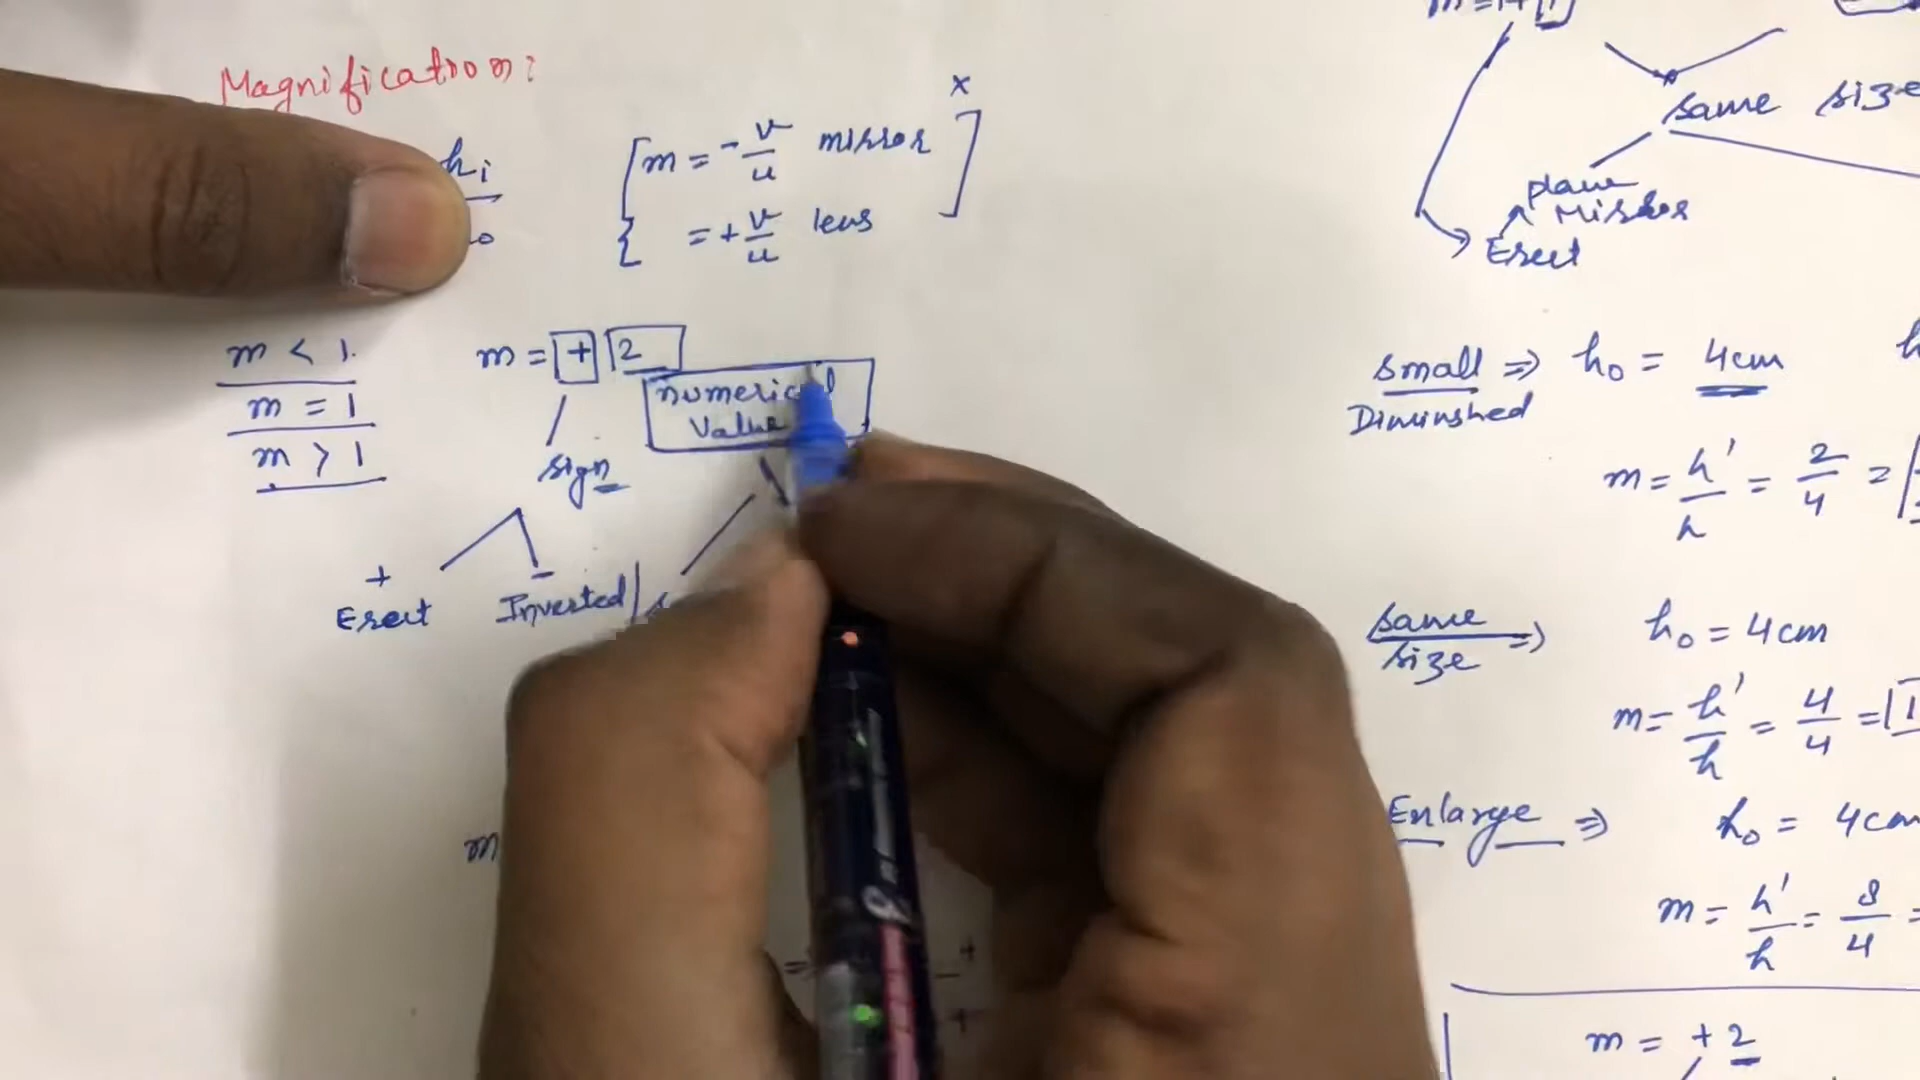 Magnification:
hi
o
m = - v/u mirror
= + v/u lens
x
m < 1.
m = 1
m > 1
m = + 2
numerical
Value
sign
+ -
Erect Inverted
m
same size
plane
Mirror
Erect
small ⇒ ho = 4cm
Diminshed
m = h'/h = 2/4 =
same
size ⇒ ho = 4cm
m = h'/h = 4/4 = 1
Enlarge ⇒ ho = 4cm
m = h'/h = 8/4 =
m = + 2